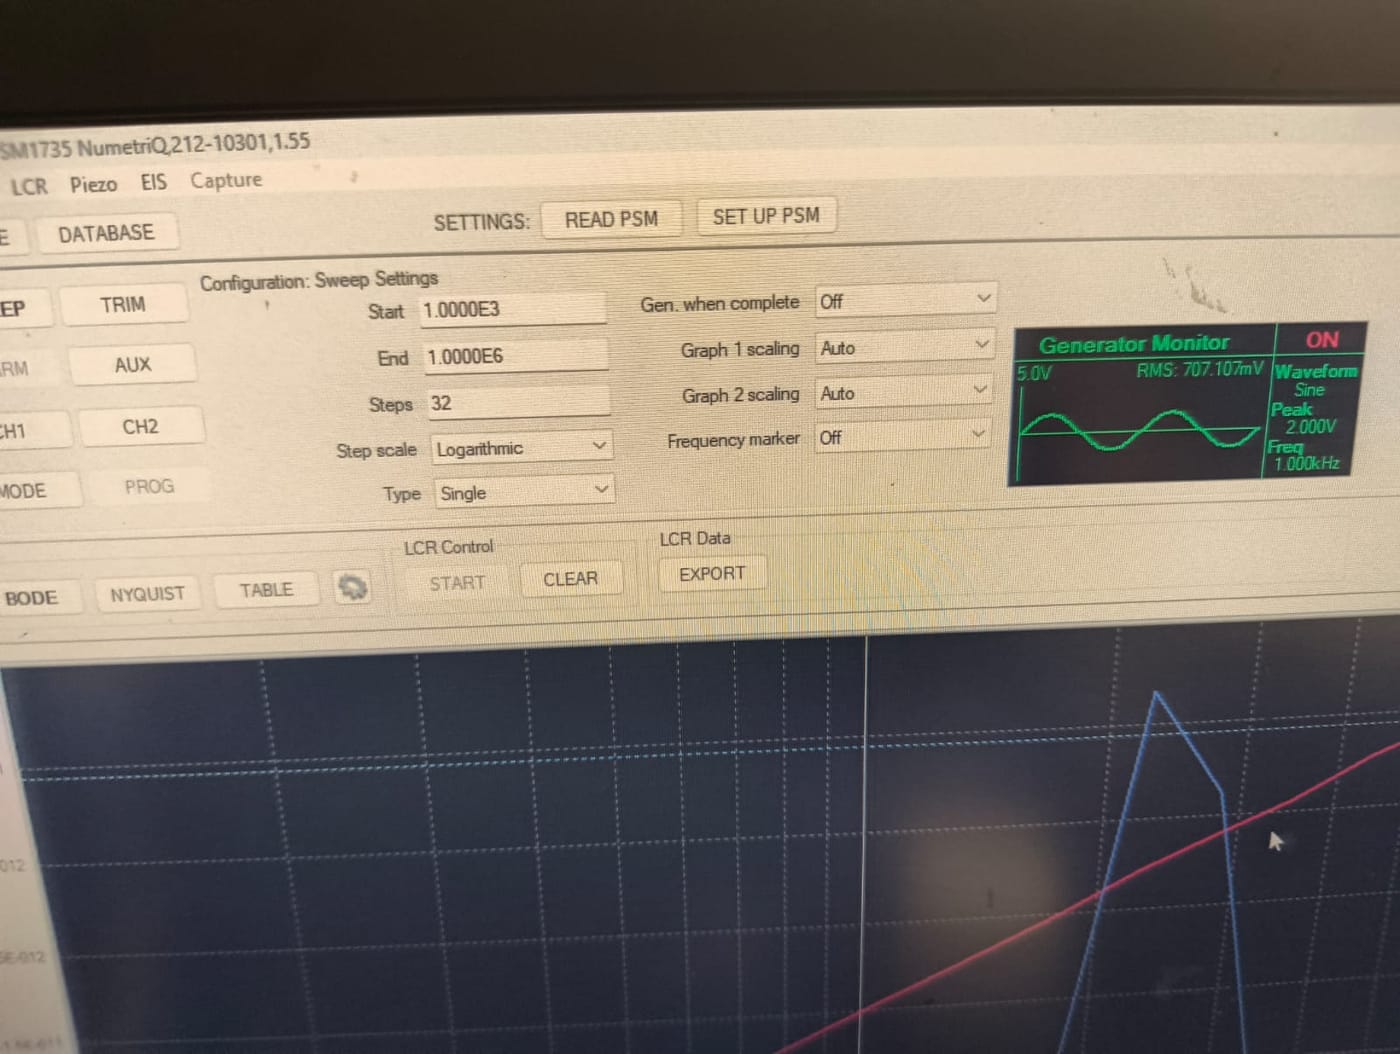 SM1735 NumetriQ,212-10301,1.55
LCR Piezo EIS Capture
E DATABASE SETTINGS: READ PSM SET UP PSM
Configuration: Sweep Settings
EP TRIM
RM AUX
CH1 CH2
MODE PROG
Start 1.0000E3
End 1.0000E6
Steps 32
Step scale Logarithmic
Type Single
Gen. when complete Off
Graph 1 scaling Auto
Graph 2 scaling Auto
Frequency marker Off
Generator Monitor ON
5.0V RMS: 707.107mV
Waveform
Sine
Peak
2.000V
Freq
1.000kHz
LCR Control
LCR Data
BODE NYQUIST TABLE START CLEAR EXPORT
012
5E-012